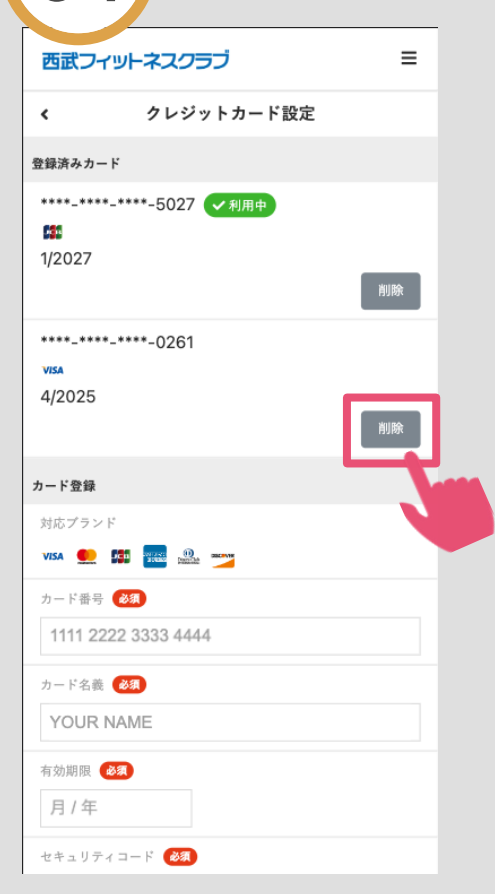 西武フィットネスクラブ
クレジットカード設定
登録済みカード
****-****-****-5027 利用中
JCB
1/2027
削除
****-****-****-0261
VISA
4/2025
削除
カード登録
対応ブランド
VISA JCB DISCOVER
カード番号 必須
1111 2222 3333 4444
カード名義 必須
YOUR NAME
有効期限 必須
月 / 年
セキュリティコード 必須